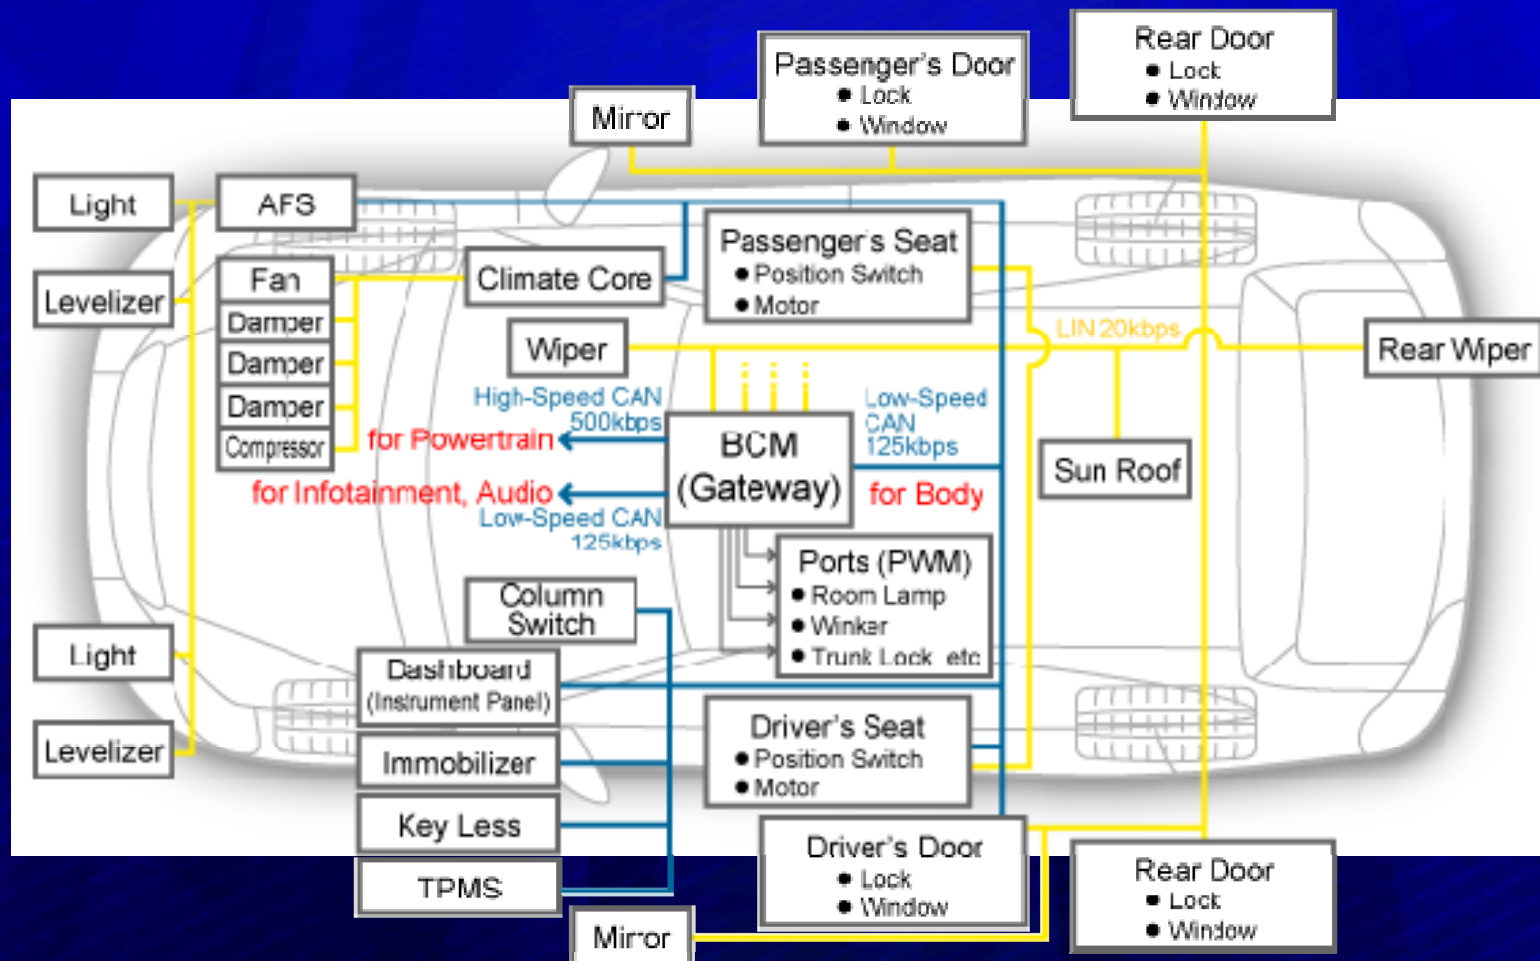 Rear Door
● Lock
● Window
Passenger's Door
● Lock
● Window
Mirror
Light
AFS
Passenger's Seat
● Position Switch
● Motor
Fan
Climate Core
Levelizer
Damper
LIN 20kbps
Wiper
Rear Wiper
Damper
High-Speed CAN
500kbps
Low-Speed
CAN
125kbps
Damper
for Powertrain
Compressor
BCM
(Gateway)
Sun Roof
for Infotainment, Audio
for Body
Low-Speed CAN
125kbps
Ports (PWM)
● Room Lamp
● Winker
● Trunk Lock etc
Column
Switch
Light
Dashboard
(Instrument Panel)
Driver's Seat
● Position Switch
● Motor
Levelizer
Immobilizer
Key Less
Driver's Door
● Lock
● Window
Rear Door
● Lock
● Window
TPMS
Mirror